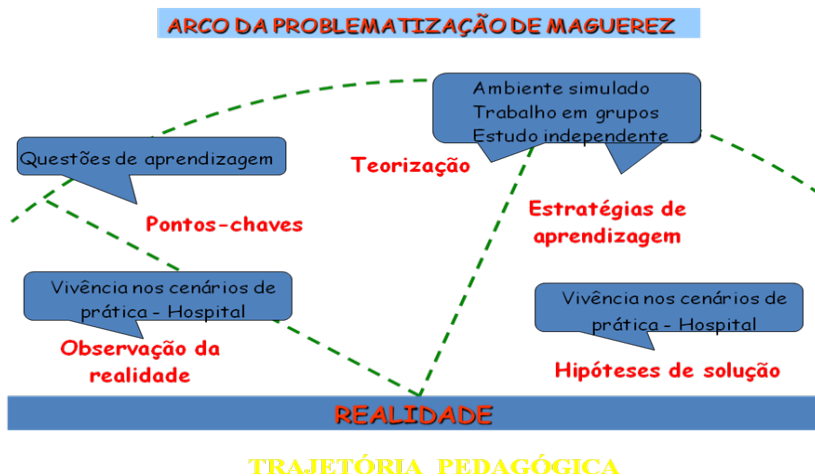 ARCO DA PROBLEMATIZAÇÃO DE MAGUEREZ
Ambiente simulado
Trabalho em grupos
Estudo independente
Questões de aprendizagem
Teorização
Pontos-chaves
Estratégias de
aprendizagem
Vivência nos cenários de
prática - Hospital
Observação da
realidade
Vivência nos cenários de
prática - Hospital
Hipóteses de solução
REALIDADE
TRAJETÓRIA PEDAGÓGICA